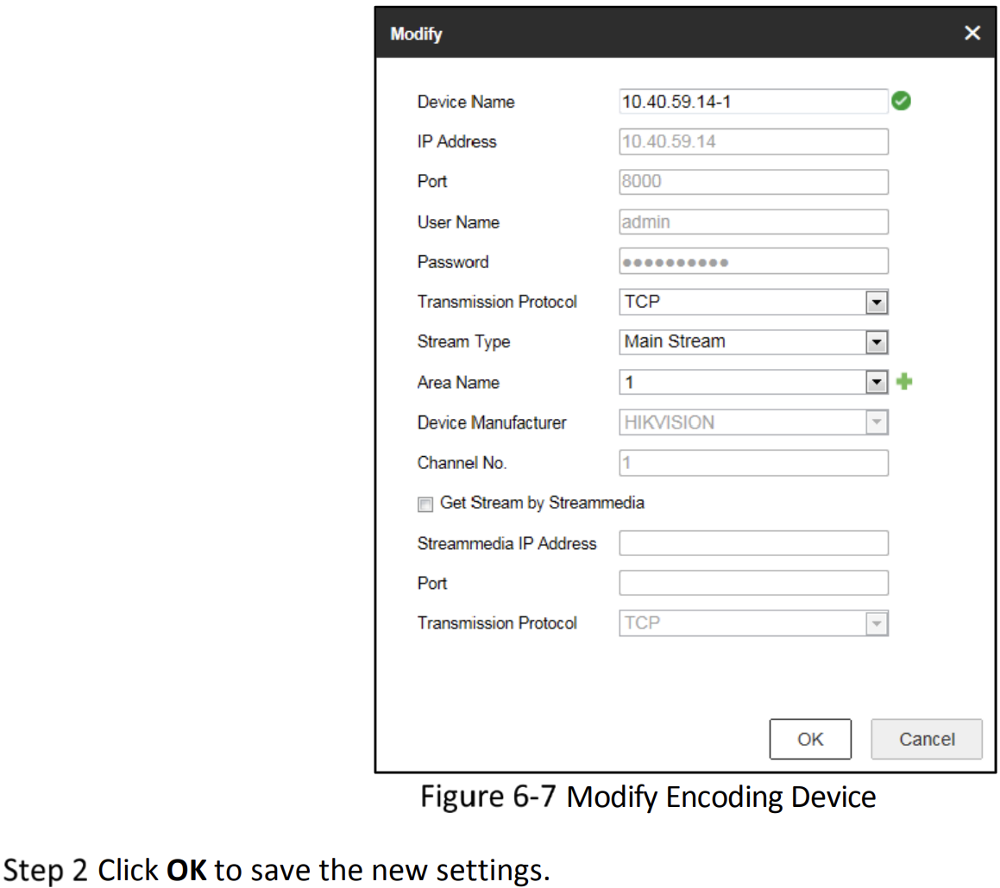 Modify
Device Name 10.40.59.14-1
IP Address 10.40.59.14
Port 8000
User Name admin
Password ●●●●●●●●●●
Transmission Protocol TCP
Stream Type Main Stream
Area Name 1
Device Manufacturer HIKVISION
Channel No. 1
Get Stream by Streammedia
Streammedia IP Address
Port
Transmission Protocol TCP
OK Cancel
Figure 6-7 Modify Encoding Device
Step 2 Click OK to save the new settings.